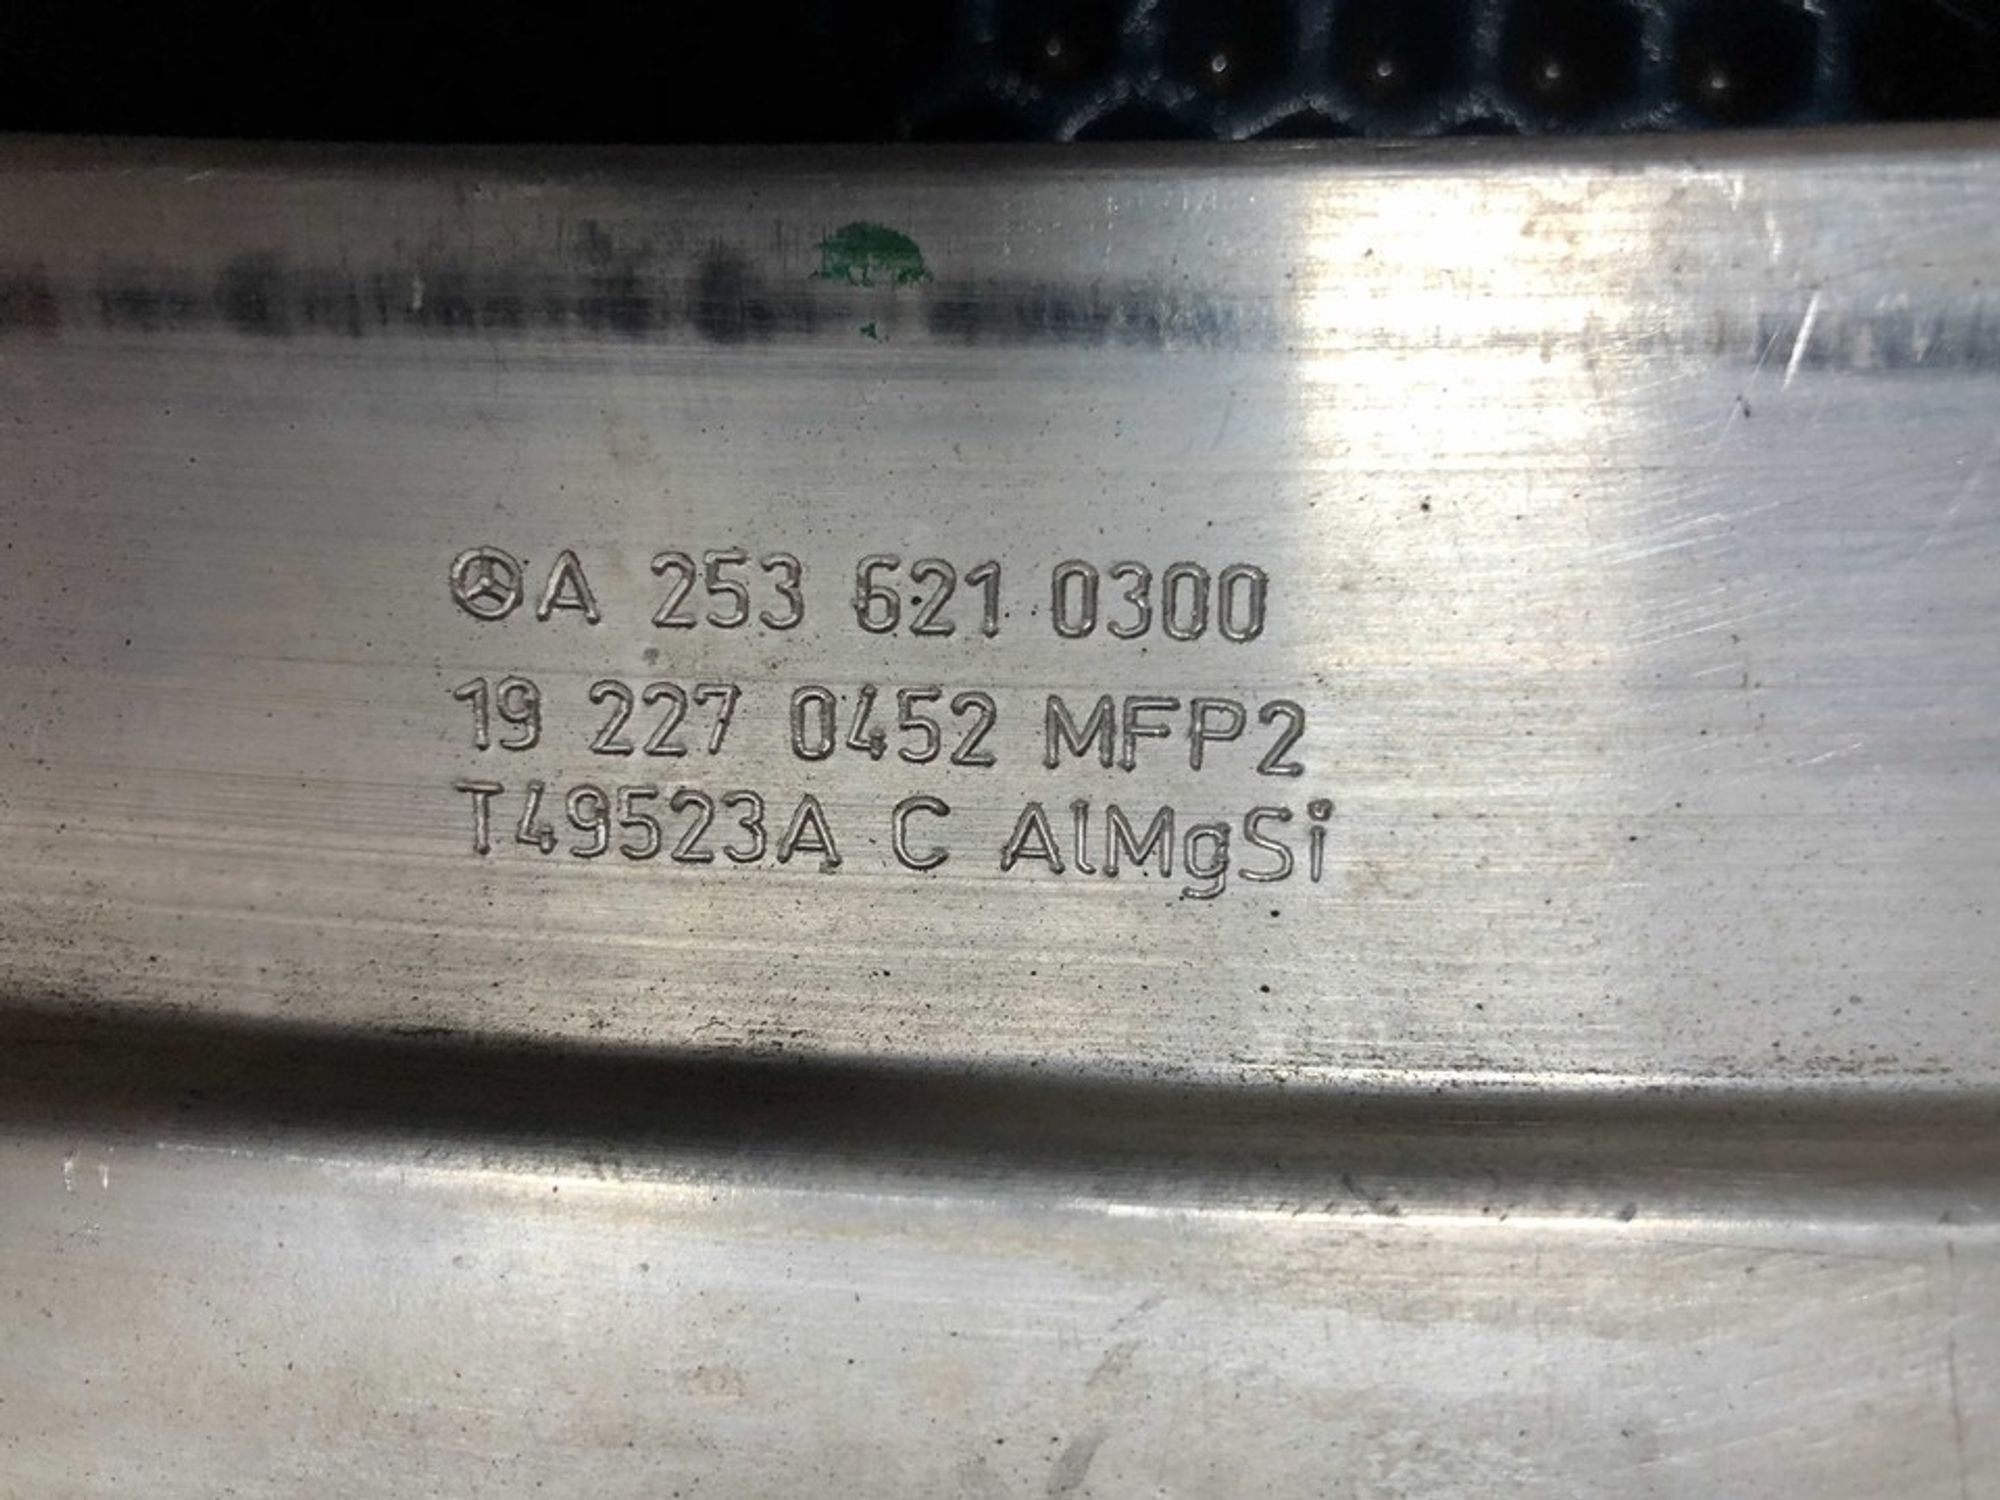 A 253 621 0300
19 227 0452 MFP2
T49523A C AlMgSi